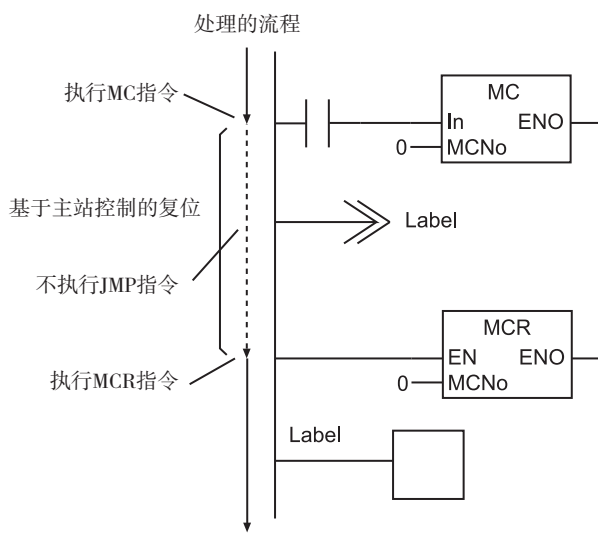 处理的流程
执行MC指令
MC
In ENO
0 MCNo
基于主站控制的复位
Label
不执行JMP指令
MCR
EN ENO
0 MCNo
执行MCR指令
Label